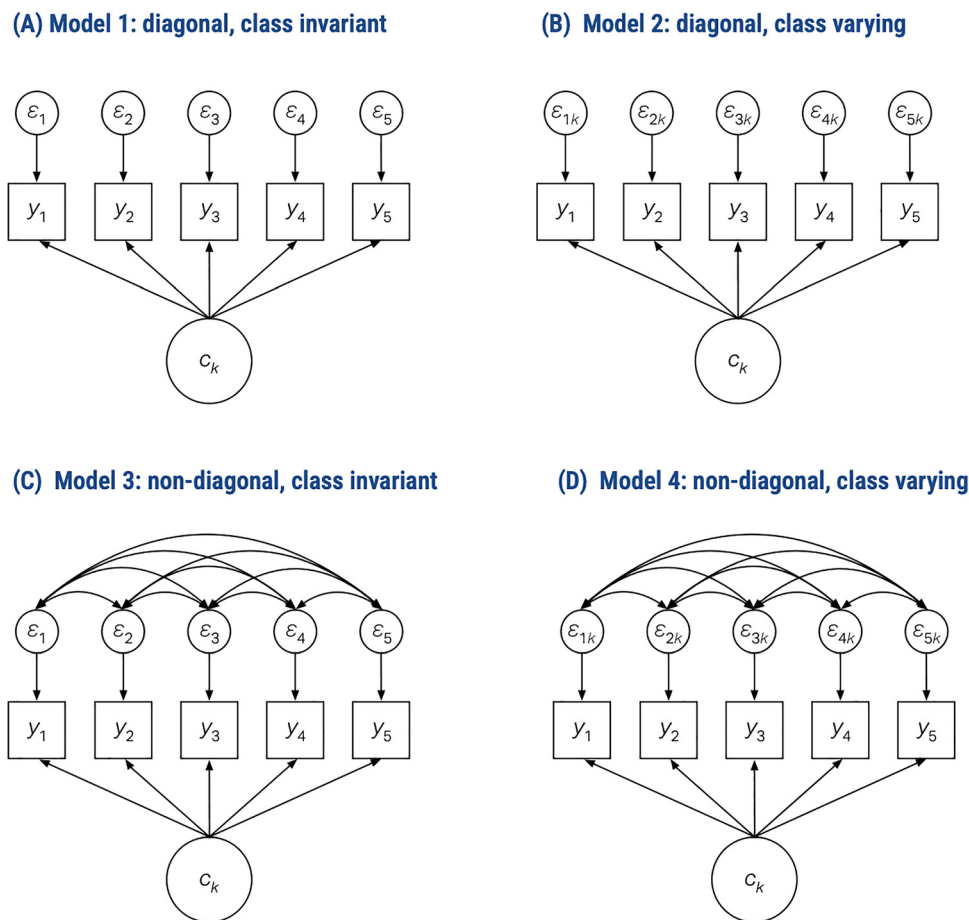 (A) Model 1: diagonal, class invariant
(B) Model 2: diagonal, class varying
ε₁ ε₂ ε₃ ε₄ ε₅
ε₁ₖ ε₂ₖ ε₃ₖ ε₄ₖ ε₅ₖ
y₁ y₂ y₃ y₄ y₅
y₁ y₂ y₃ y₄ y₅
cₖ
cₖ
(C) Model 3: non-diagonal, class invariant
(D) Model 4: non-diagonal, class varying
ε₁ ε₂ ε₃ ε₄ ε₅
ε₁ₖ ε₂ₖ ε₃ₖ ε₄ₖ ε₅ₖ
y₁ y₂ y₃ y₄ y₅
y₁ y₂ y₃ y₄ y₅
cₖ
cₖ